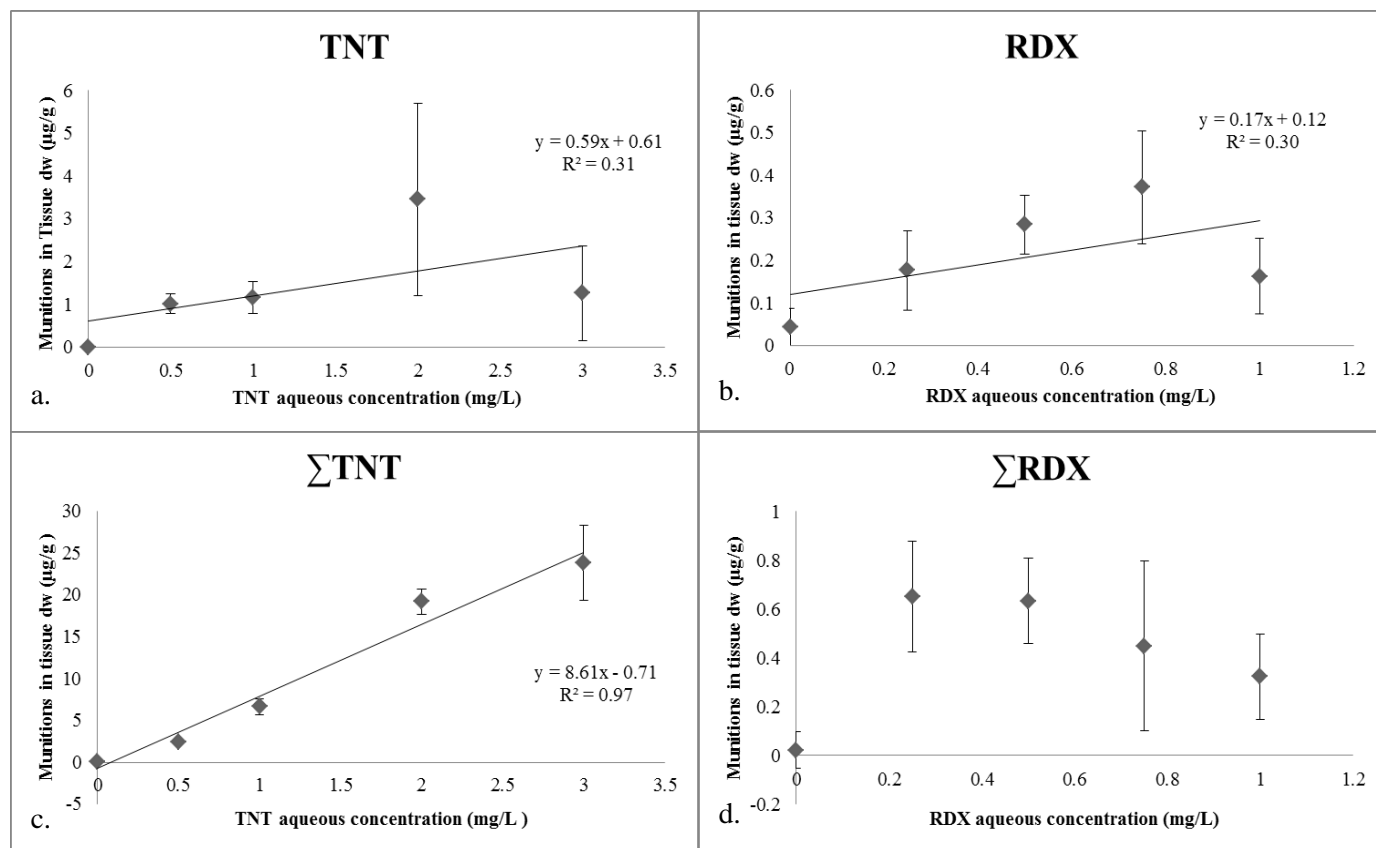 TNT
Munitions in Tissue dw (µg/g)
6
5
4
3
2
1
0
y = 0.59x + 0.61
R² = 0.31
0 0.5 1 1.5 2 2.5 3 3.5
TNT aqueous concentration (mg/L)
a.
RDX
Munitions in tissue dw (µg/g)
0.6
0.5
0.4
0.3
0.2
0.1
0
y = 0.17x + 0.12
R² = 0.30
0 0.2 0.4 0.6 0.8 1 1.2
RDX aqueous concentration (mg/L)
b.
∑TNT
Munitions in tissue dw (µg/g)
30
25
20
15
10
5
0
-5
y = 8.61x - 0.71
R² = 0.97
0 0.5 1 2 3
TNT aqueous concentration (mg/L )
c.
∑RDX
Munitions in tissue dw (µg/g)
1
0.8
0.6
0.4
0.2
0
-0.2
0 0.2 0.4 0.6 0.8 1 1.2
RDX aqueous concentration (mg/L)
d.